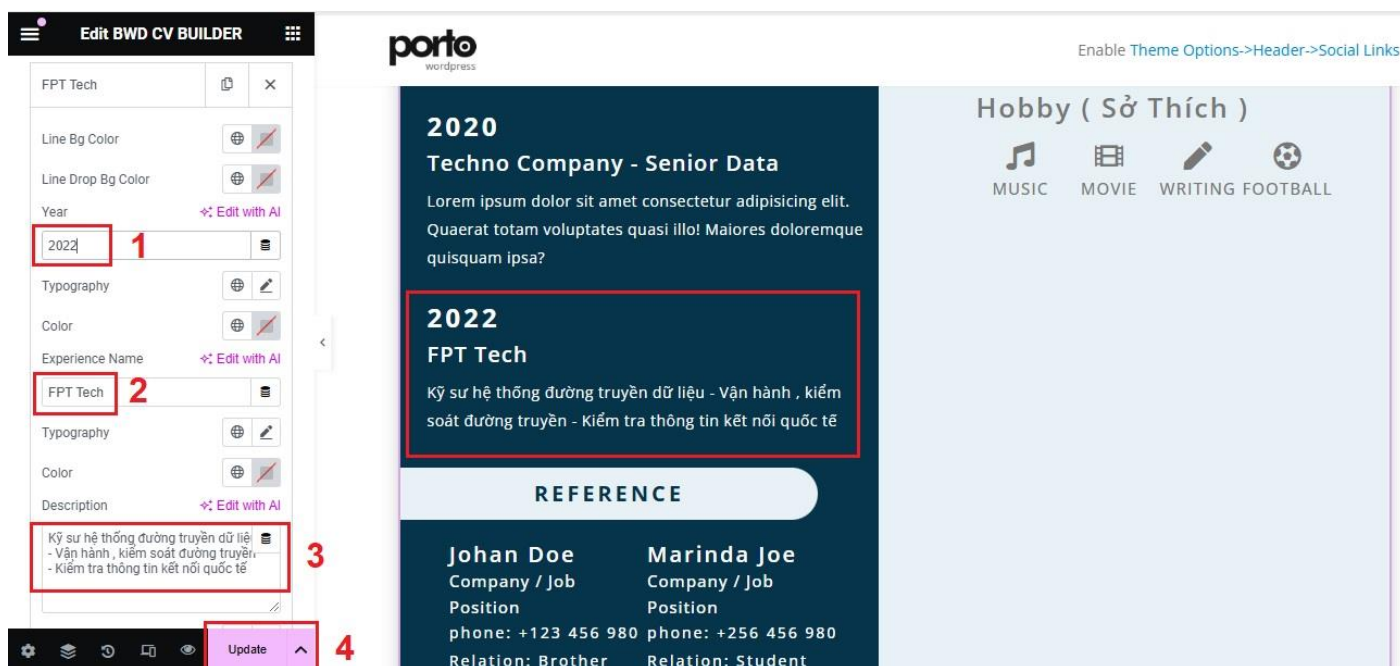 Edit BWD CV BUILDER
FPT Tech
Line Bg Color
Line Drop Bg Color
Year
Edit with AI
2022
1
Typography
Color
Experience Name
Edit with AI
FPT Tech
2
Typography
Color
Description
Edit with AI
Kỹ sư hệ thống đường truyền dữ liệ
- Vận hành , kiểm soát đường truyền
- Kiểm tra thông tin kết nối quốc tế
3
Update
4
porto
wordpress
Enable Theme Options->Header->Social Links
2020
Techno Company - Senior Data
Lorem ipsum dolor sit amet consectetur adipisicing elit.
Quaerat totam voluptates quasi illo! Maiores doloremque
quisquam ipsa?
2022
FPT Tech
Kỹ sư hệ thống đường truyền dữ liệu - Vận hành , kiểm
soát đường truyền - Kiểm tra thông tin kết nối quốc tế
REFERENCE
Johan Doe
Company / Job
Position
phone: +123 456 980
Relation: Brother
Marinda Joe
Company / Job
Position
phone: +256 456 980
Relation: Student
Hobby ( Sở Thích )
MUSIC
MOVIE
WRITING
FOOTBALL